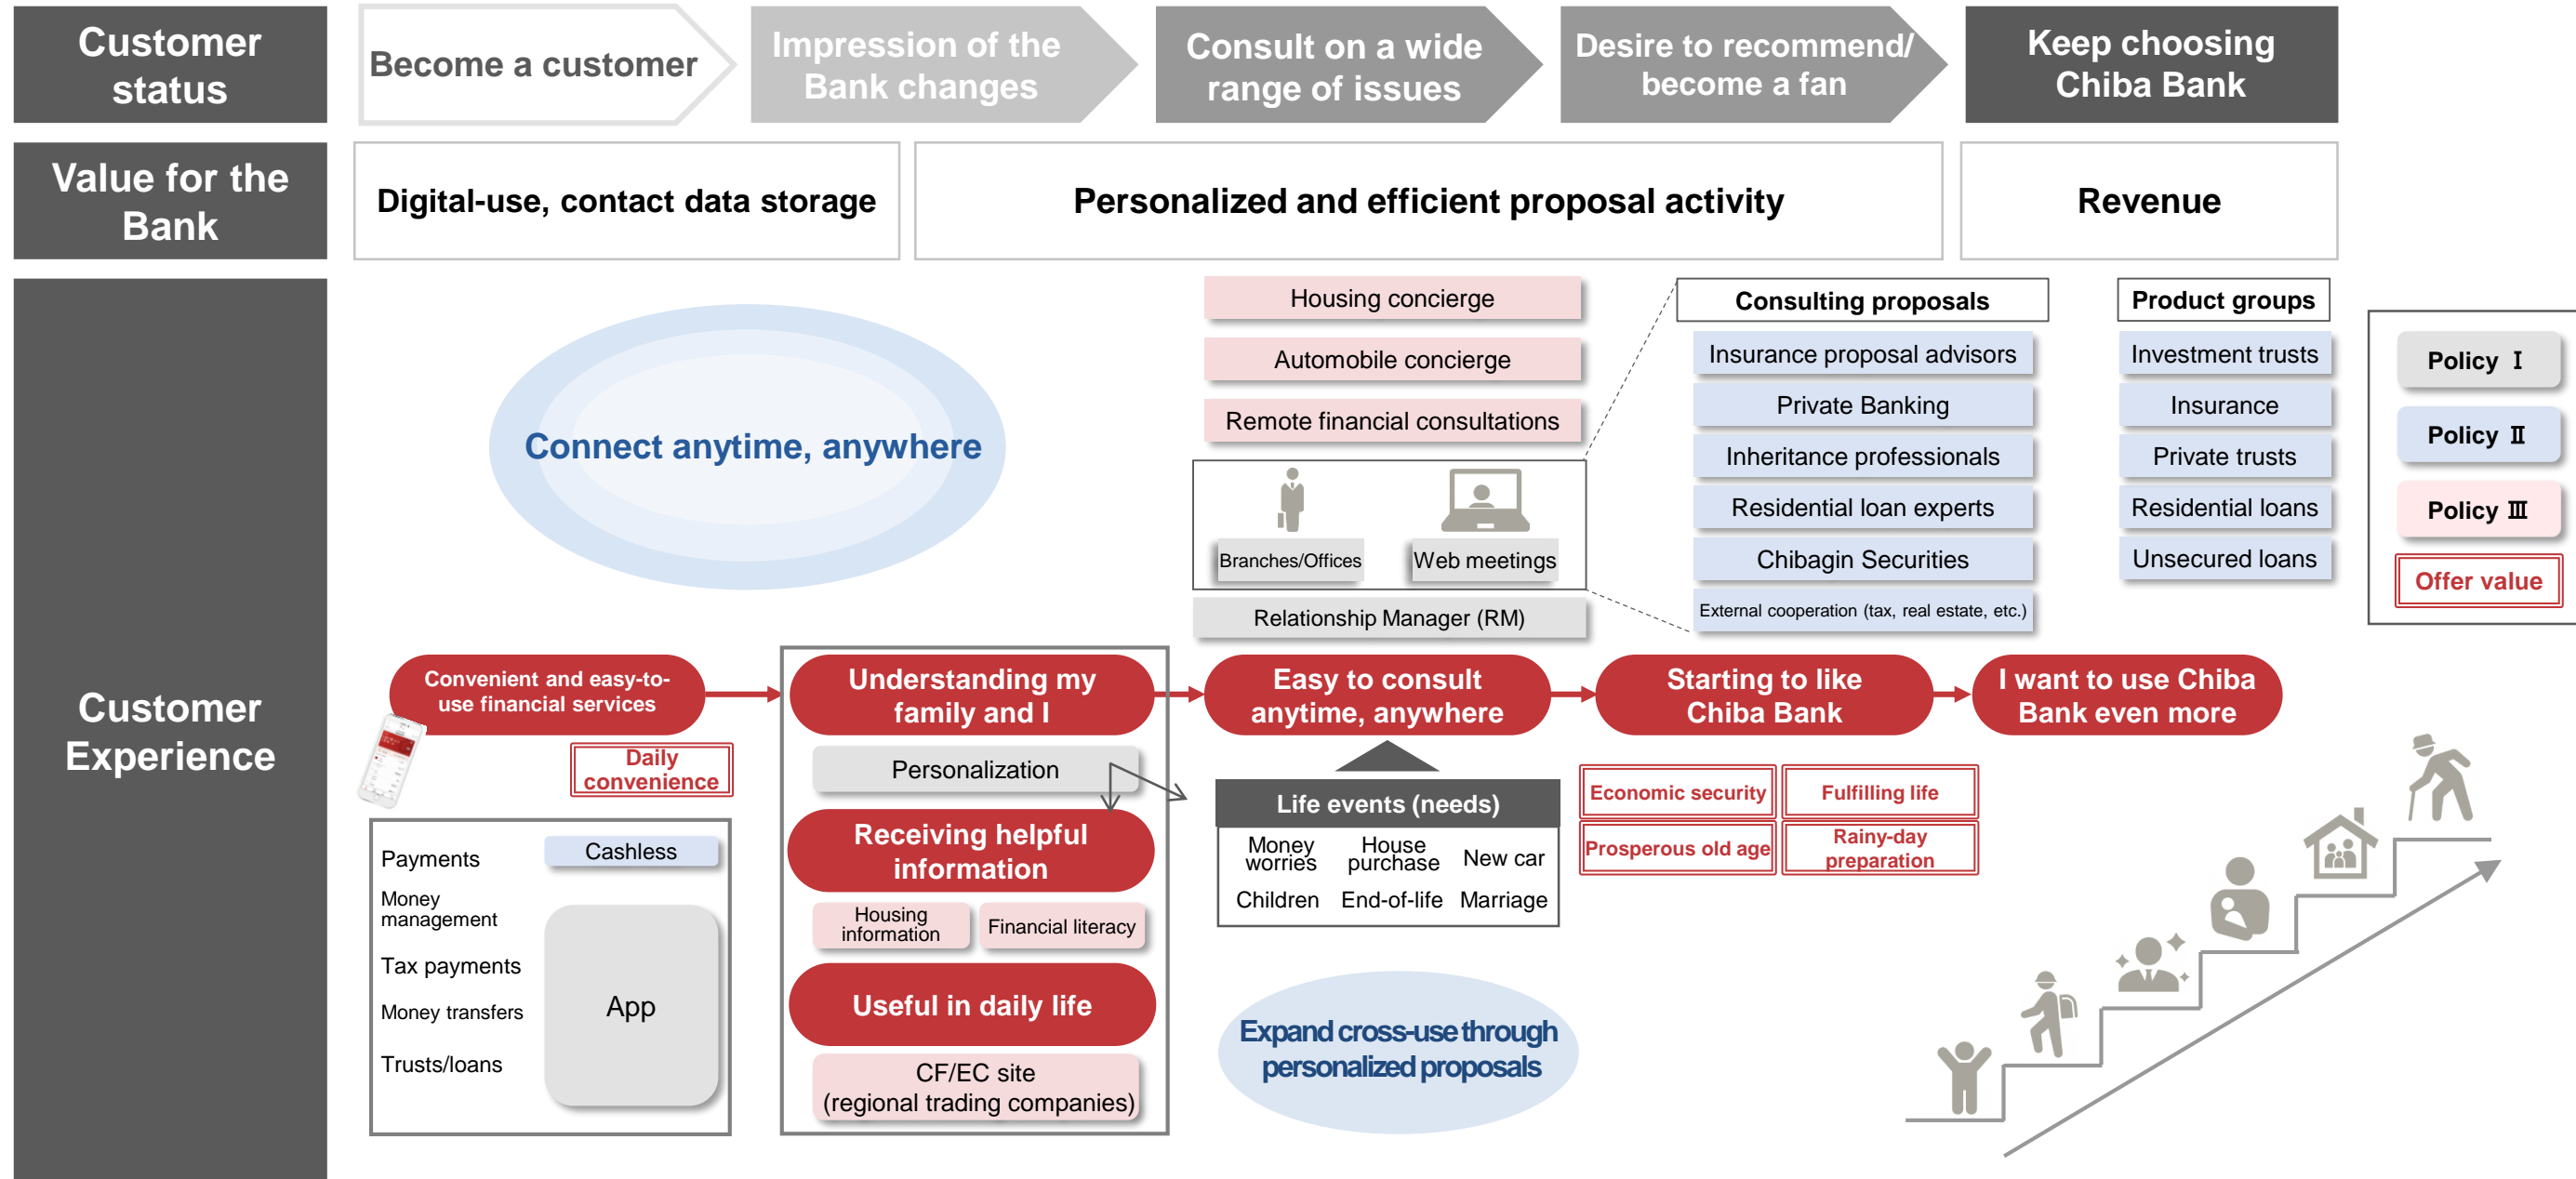 Customer
status
Become a customer
Impression of the
Bank changes
Consult on a wide
range of issues
Desire to recommend/
become a fan
Keep choosing
Chiba Bank
Value for the
Bank
Digital-use, contact data storage
Personalized and efficient proposal activity
Revenue
Customer
Experience
Connect anytime, anywhere
Housing concierge
Automobile concierge
Remote financial consultations
Branches/Offices
Web meetings
Relationship Manager (RM)
Consulting proposals
Insurance proposal advisors
Private Banking
Inheritance professionals
Residential loan experts
Chibagin Securities
External cooperation (tax, real estate, etc.)
Product groups
Investment trusts
Insurance
Private trusts
Residential loans
Unsecured loans
Policy Ⅰ
Policy Ⅱ
Policy Ⅲ
Offer value
Convenient and easy-to-
use financial services
Daily
convenience
Payments
Cashless
Money
management
Tax payments
Money transfers
Trusts/loans
App
Understanding my
family and I
Personalization
Receiving helpful
information
Housing
information
Financial literacy
Useful in daily life
CF/EC site
(regional trading companies)
Easy to consult
anytime, anywhere
Life events (needs)
Money
worries
House
purchase
New car
Children
End-of-life
Marriage
Expand cross-use through
personalized proposals
Starting to like
Chiba Bank
Economic security
Fulfilling life
Prosperous old age
Rainy-day
preparation
I want to use Chiba
Bank even more